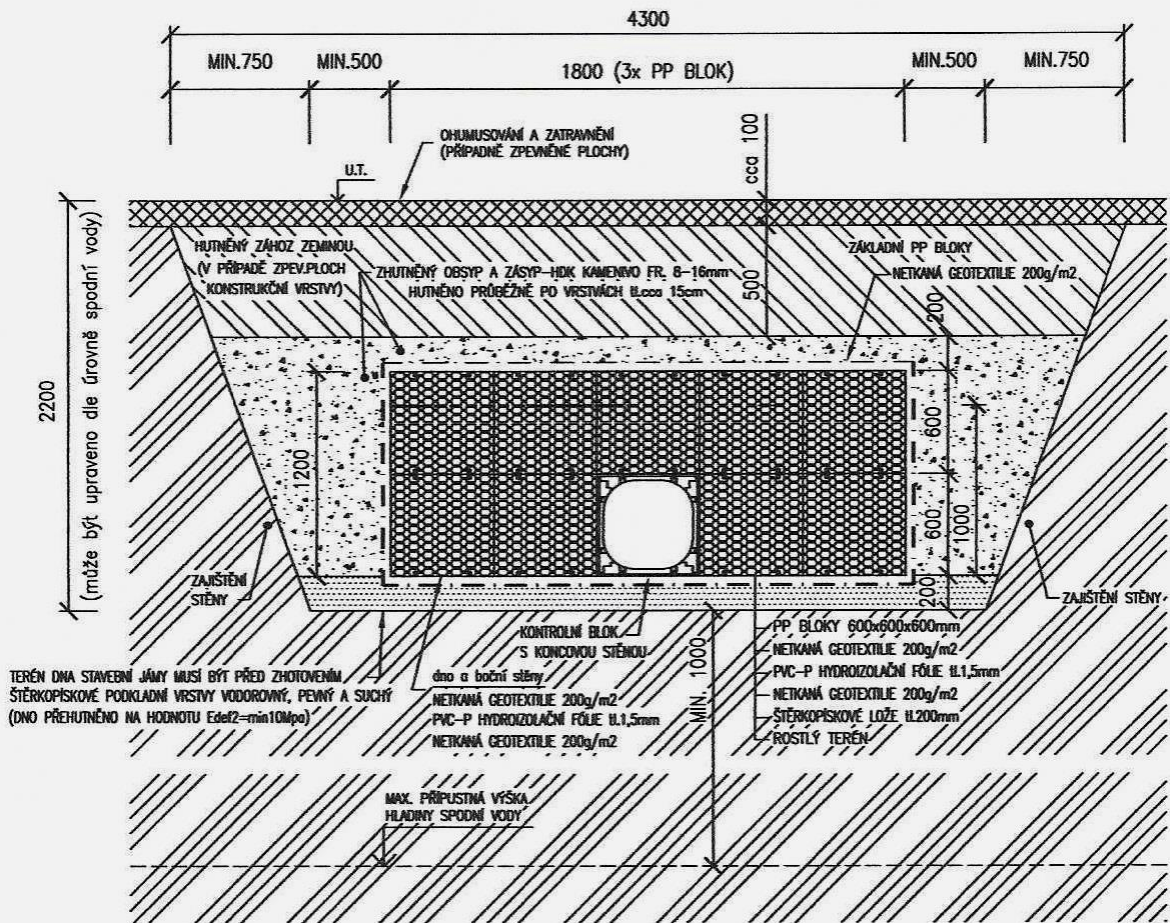 4300
MIN.750
MIN.500
1800 (3x PP BLOK)
MIN.500
MIN.750
OHUMUSOVÁNÍ A ZATRAVNĚNÍ
(PŘÍPADNĚ ZPEVNĚNÉ PLOCHY)
cca 100
U.T.
2200
(může být upraveno dle úrovně spodní vody)
HUTNĚNÝ ZÁHOZ ZEMINOU
(V PŘÍPADĚ ZPEV.PLOCH
KONSTRUKČNÍ VRSTVY)
ZHUTNĚNÝ OBSYP A ZÁSYP-HDK KAMENIVO FR. 8-16mm
HUTNĚNO PRŮBĚŽNĚ PO VRSTVÁCH tl.cca 15cm
500
ZÁKLADNÍ PP BLOKY
NETKANÁ GEOTEXTILIE 200g/m2
200
600
1200
600
1000
200
ZAJIŠTĚNÍ
STĚNY
ZAJIŠTĚNÍ STĚNY
KONTROLNÍ BLOK
S KONCOVOU STĚNOU
PP BLOKY 600x600x600mm
NETKANÁ GEOTEXTILIE 200g/m2
PVC-P HYDROIZOLAČNÍ FÓLIE tl.1,5mm
NETKANÁ GEOTEXTILIE 200g/m2
ŠTĚRKOPÍSKOVÉ LOŽE tl.200mm
ROSTLÝ TERÉN
MIN. 1000
TERÉN DNA STAVEBNÍ JÁMY MUSÍ BÝT PŘED ZHOTOVENÍM
ŠTĚRKOPÍSKOVÉ PODKLADNÍ VRSTVY VODOROVNÝ, PEVNÝ A SUCHÝ
(DNO PŘEHUTNĚNO NA HODNOTU Edef2=min10Mpa)
dno a boční stěny
NETKANÁ GEOTEXTILIE 200g/m2
PVC-P HYDROIZOLAČNÍ FÓLIE tl.1,5mm
NETKANÁ GEOTEXTILIE 200g/m2
MAX. PŘÍPUSTNÁ VÝŠKA
HLADINY SPODNÍ VODY